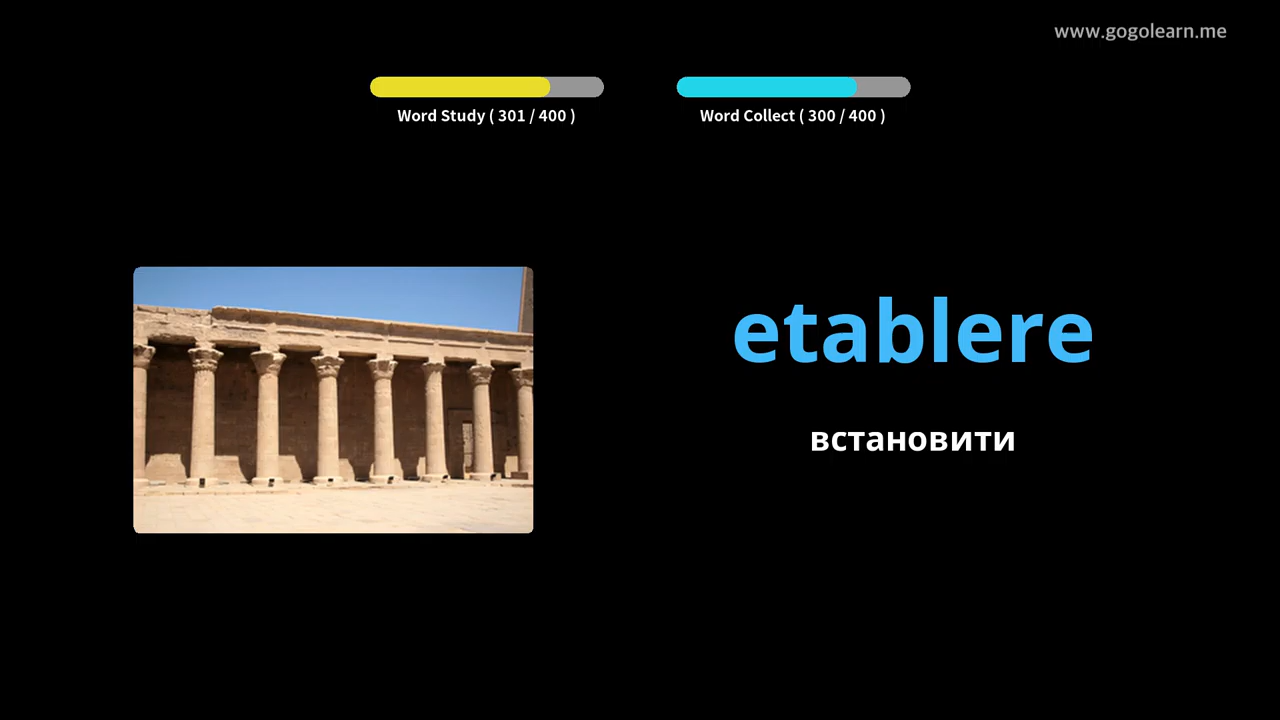 www.gogolearn.me
Word Study ( 301 / 400 )
Word Collect ( 300 / 400 )
etablere
встановити